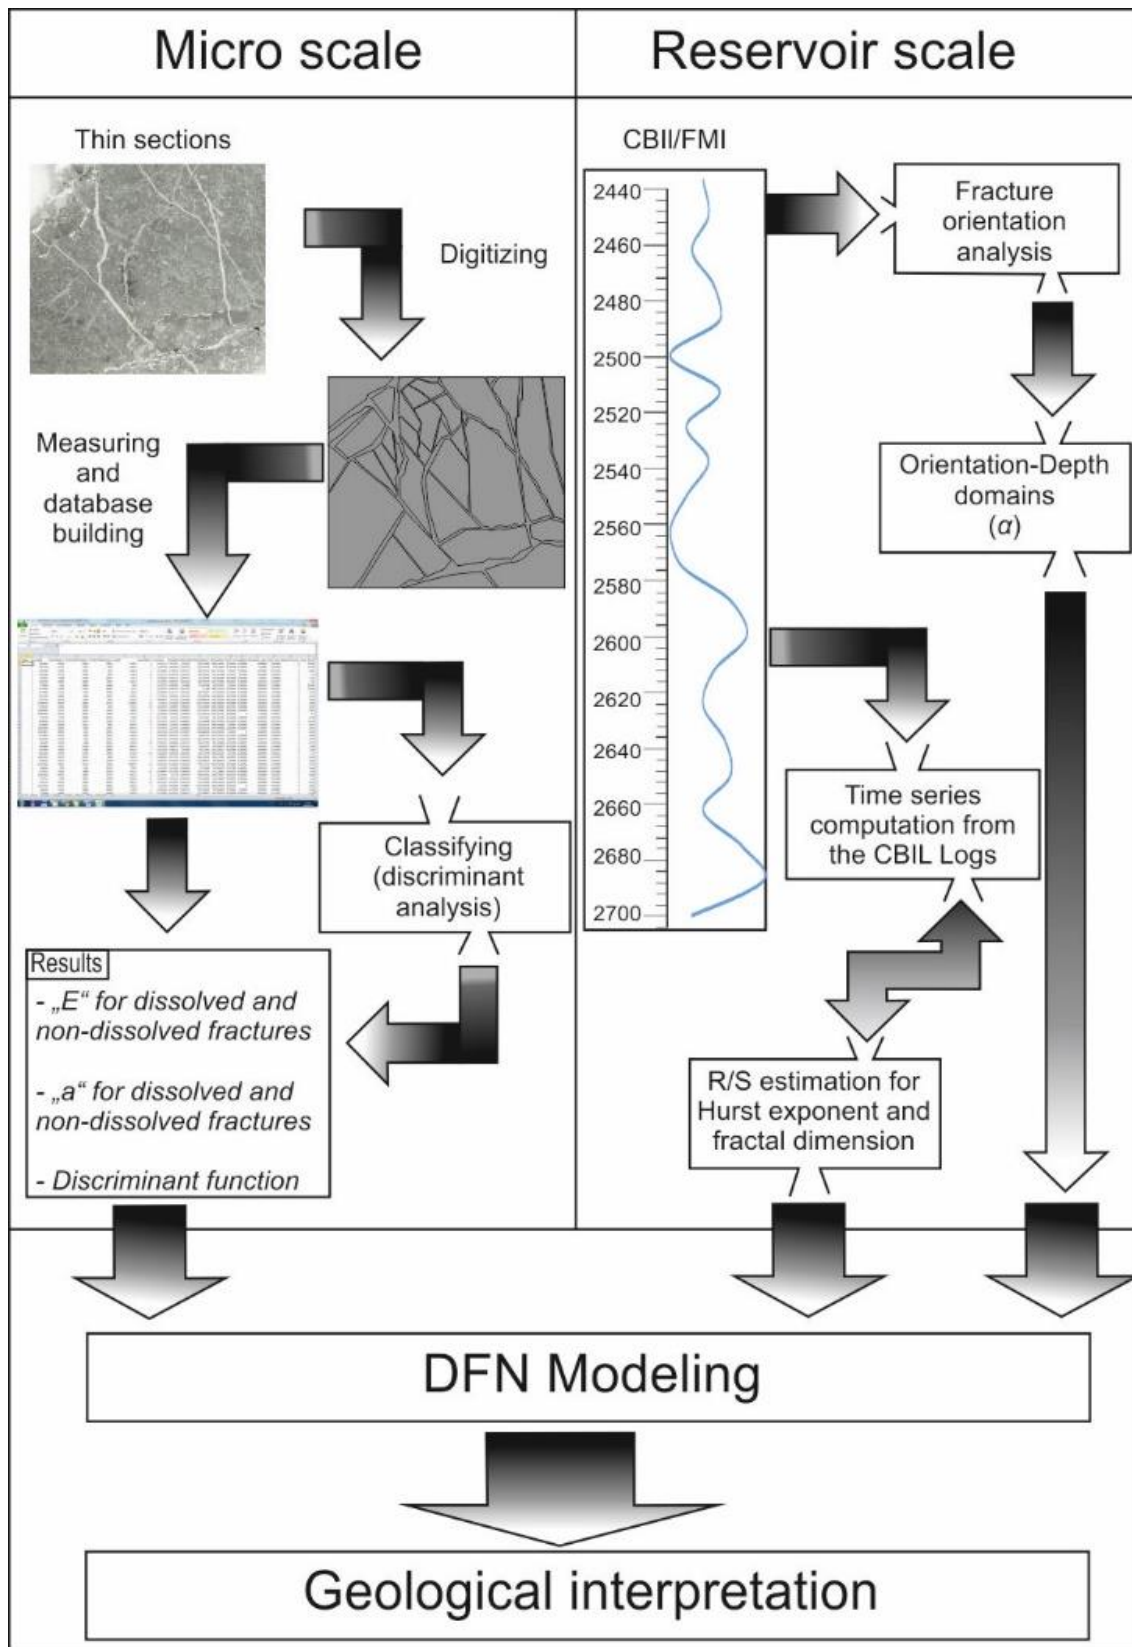 Micro scale
Reservoir scale
Thin sections
Digitizing
Measuring
and
database
building
Classifying
(discriminant
analysis)
Results
- „E“ for dissolved and
non-dissolved fractures
- „a“ for dissolved and
non-dissolved fractures
- Discriminant function
CBII/FMI
2440
2460
2480
2500
2520
2540
2560
2580
2600
2620
2640
2660
2680
2700
Fracture
orientation
analysis
Orientation-Depth
domains
(α)
Time series
computation from
the CBIL Logs
R/S estimation for
Hurst exponent and
fractal dimension
DFN Modeling
Geological interpretation